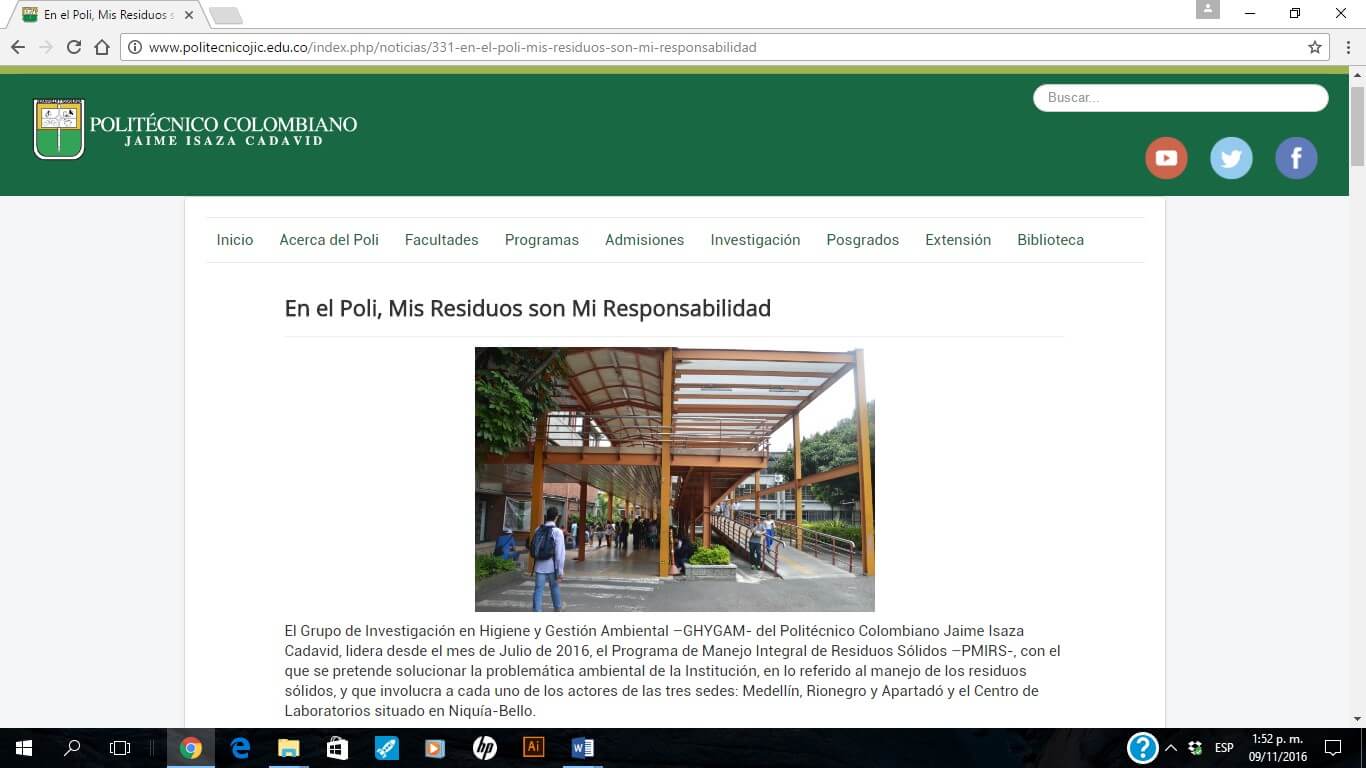 En el Poli, Mis Residuos s
www.politecnicojic.edu.co/index.php/noticias/331-en-el-poli-mis-residuos-son-mi-responsabilidad
POLITÉCNICO COLOMBIANO
JAIME ISAZA CADAVID
Buscar...
Inicio Acerca del Poli Facultades Programas Admisiones Investigación Posgrados Extensión Biblioteca
En el Poli, Mis Residuos son Mi Responsabilidad
El Grupo de Investigación en Higiene y Gestión Ambiental –GHYGAM- del Politécnico Colombiano Jaime Isaza
Cadavid, lidera desde el mes de Julio de 2016, el Programa de Manejo Integral de Residuos Sólidos –PMIRS-, con el
que se pretende solucionar la problemática ambiental de la Institución, en lo referido al manejo de los residuos
sólidos, y que involucra a cada uno de los actores de las tres sedes: Medellín, Rionegro y Apartadó y el Centro de
Laboratorios situado en Niquía-Bello.
hp
Ai
ESP
1:52 p. m.
09/11/2016